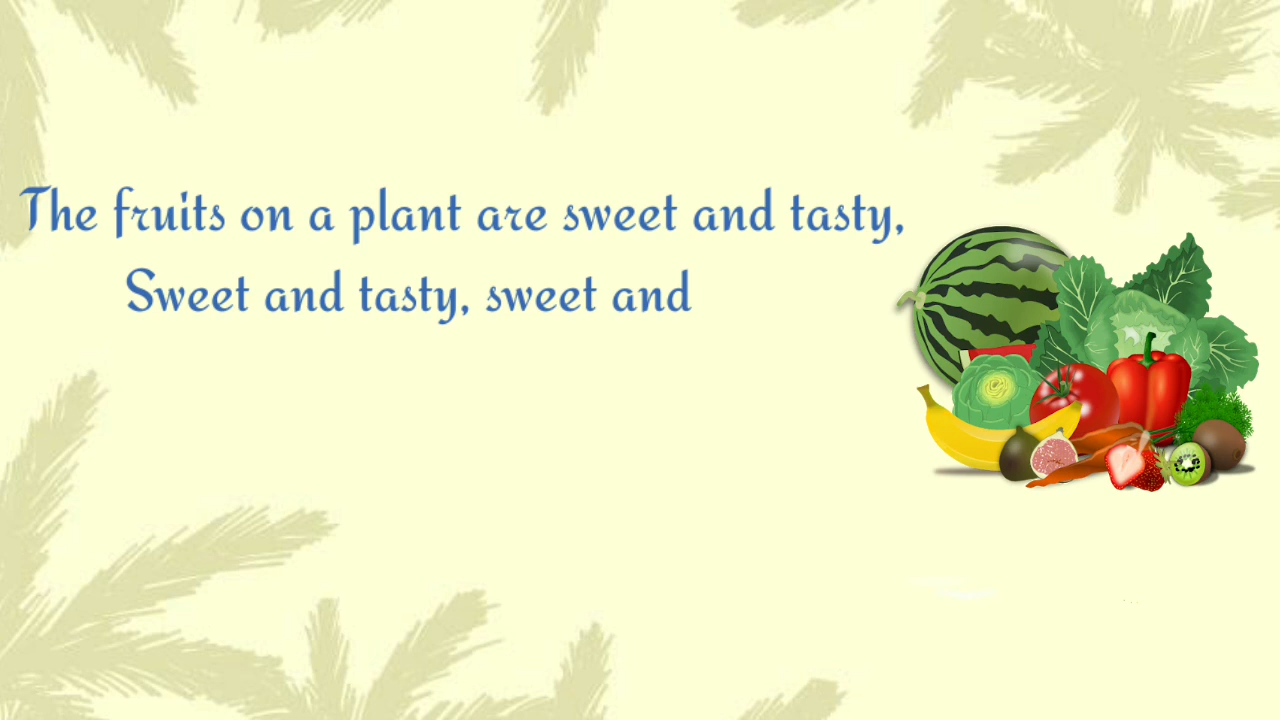 The fruits on a plant are sweet and tasty,
Sweet and tasty, sweet and